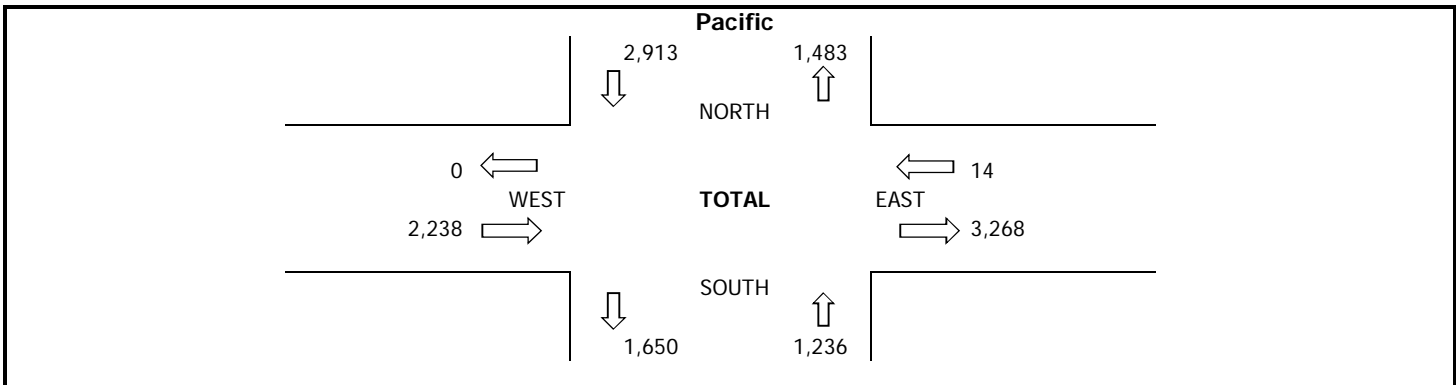 Pacific
2,913 1,483
NORTH
0 14
WEST TOTAL EAST
2,238 3,268
SOUTH
1,650 1,236